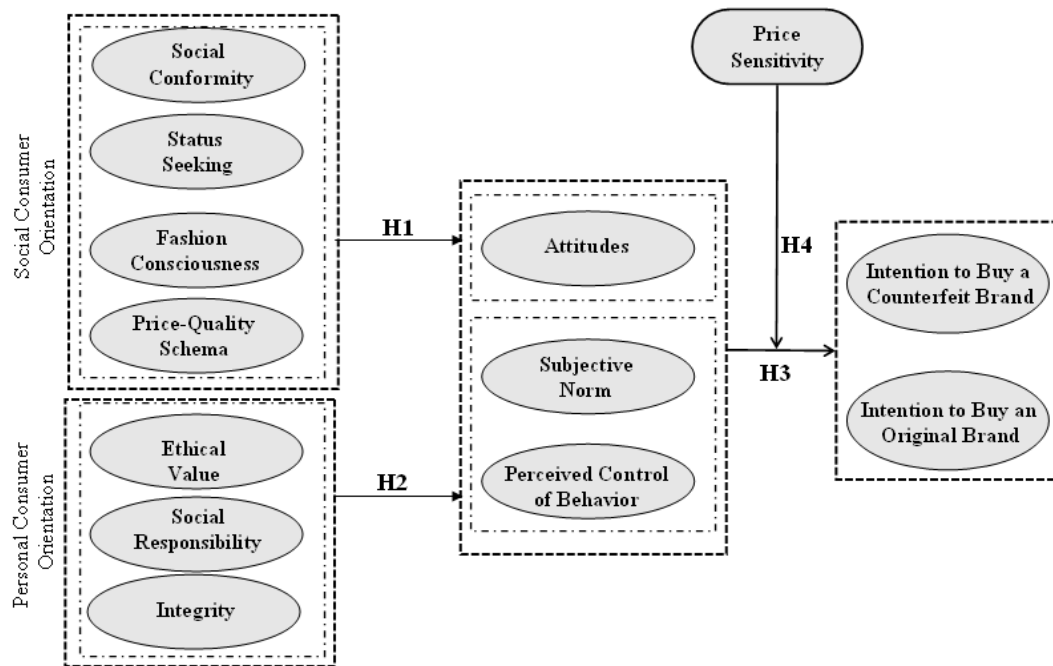 Social Consumer
Orientation
Social
Conformity
Status
Seeking
Fashion
Consciousness
Price-Quality
Schema
Personal Consumer
Orientation
Ethical
Value
Social
Responsibility
Integrity
H1
H2
Attitudes
Subjective
Norm
Perceived Control
of Behavior
Price
Sensitivity
H4
H3
Intention to Buy a
Counterfeit Brand
Intention to Buy an
Original Brand